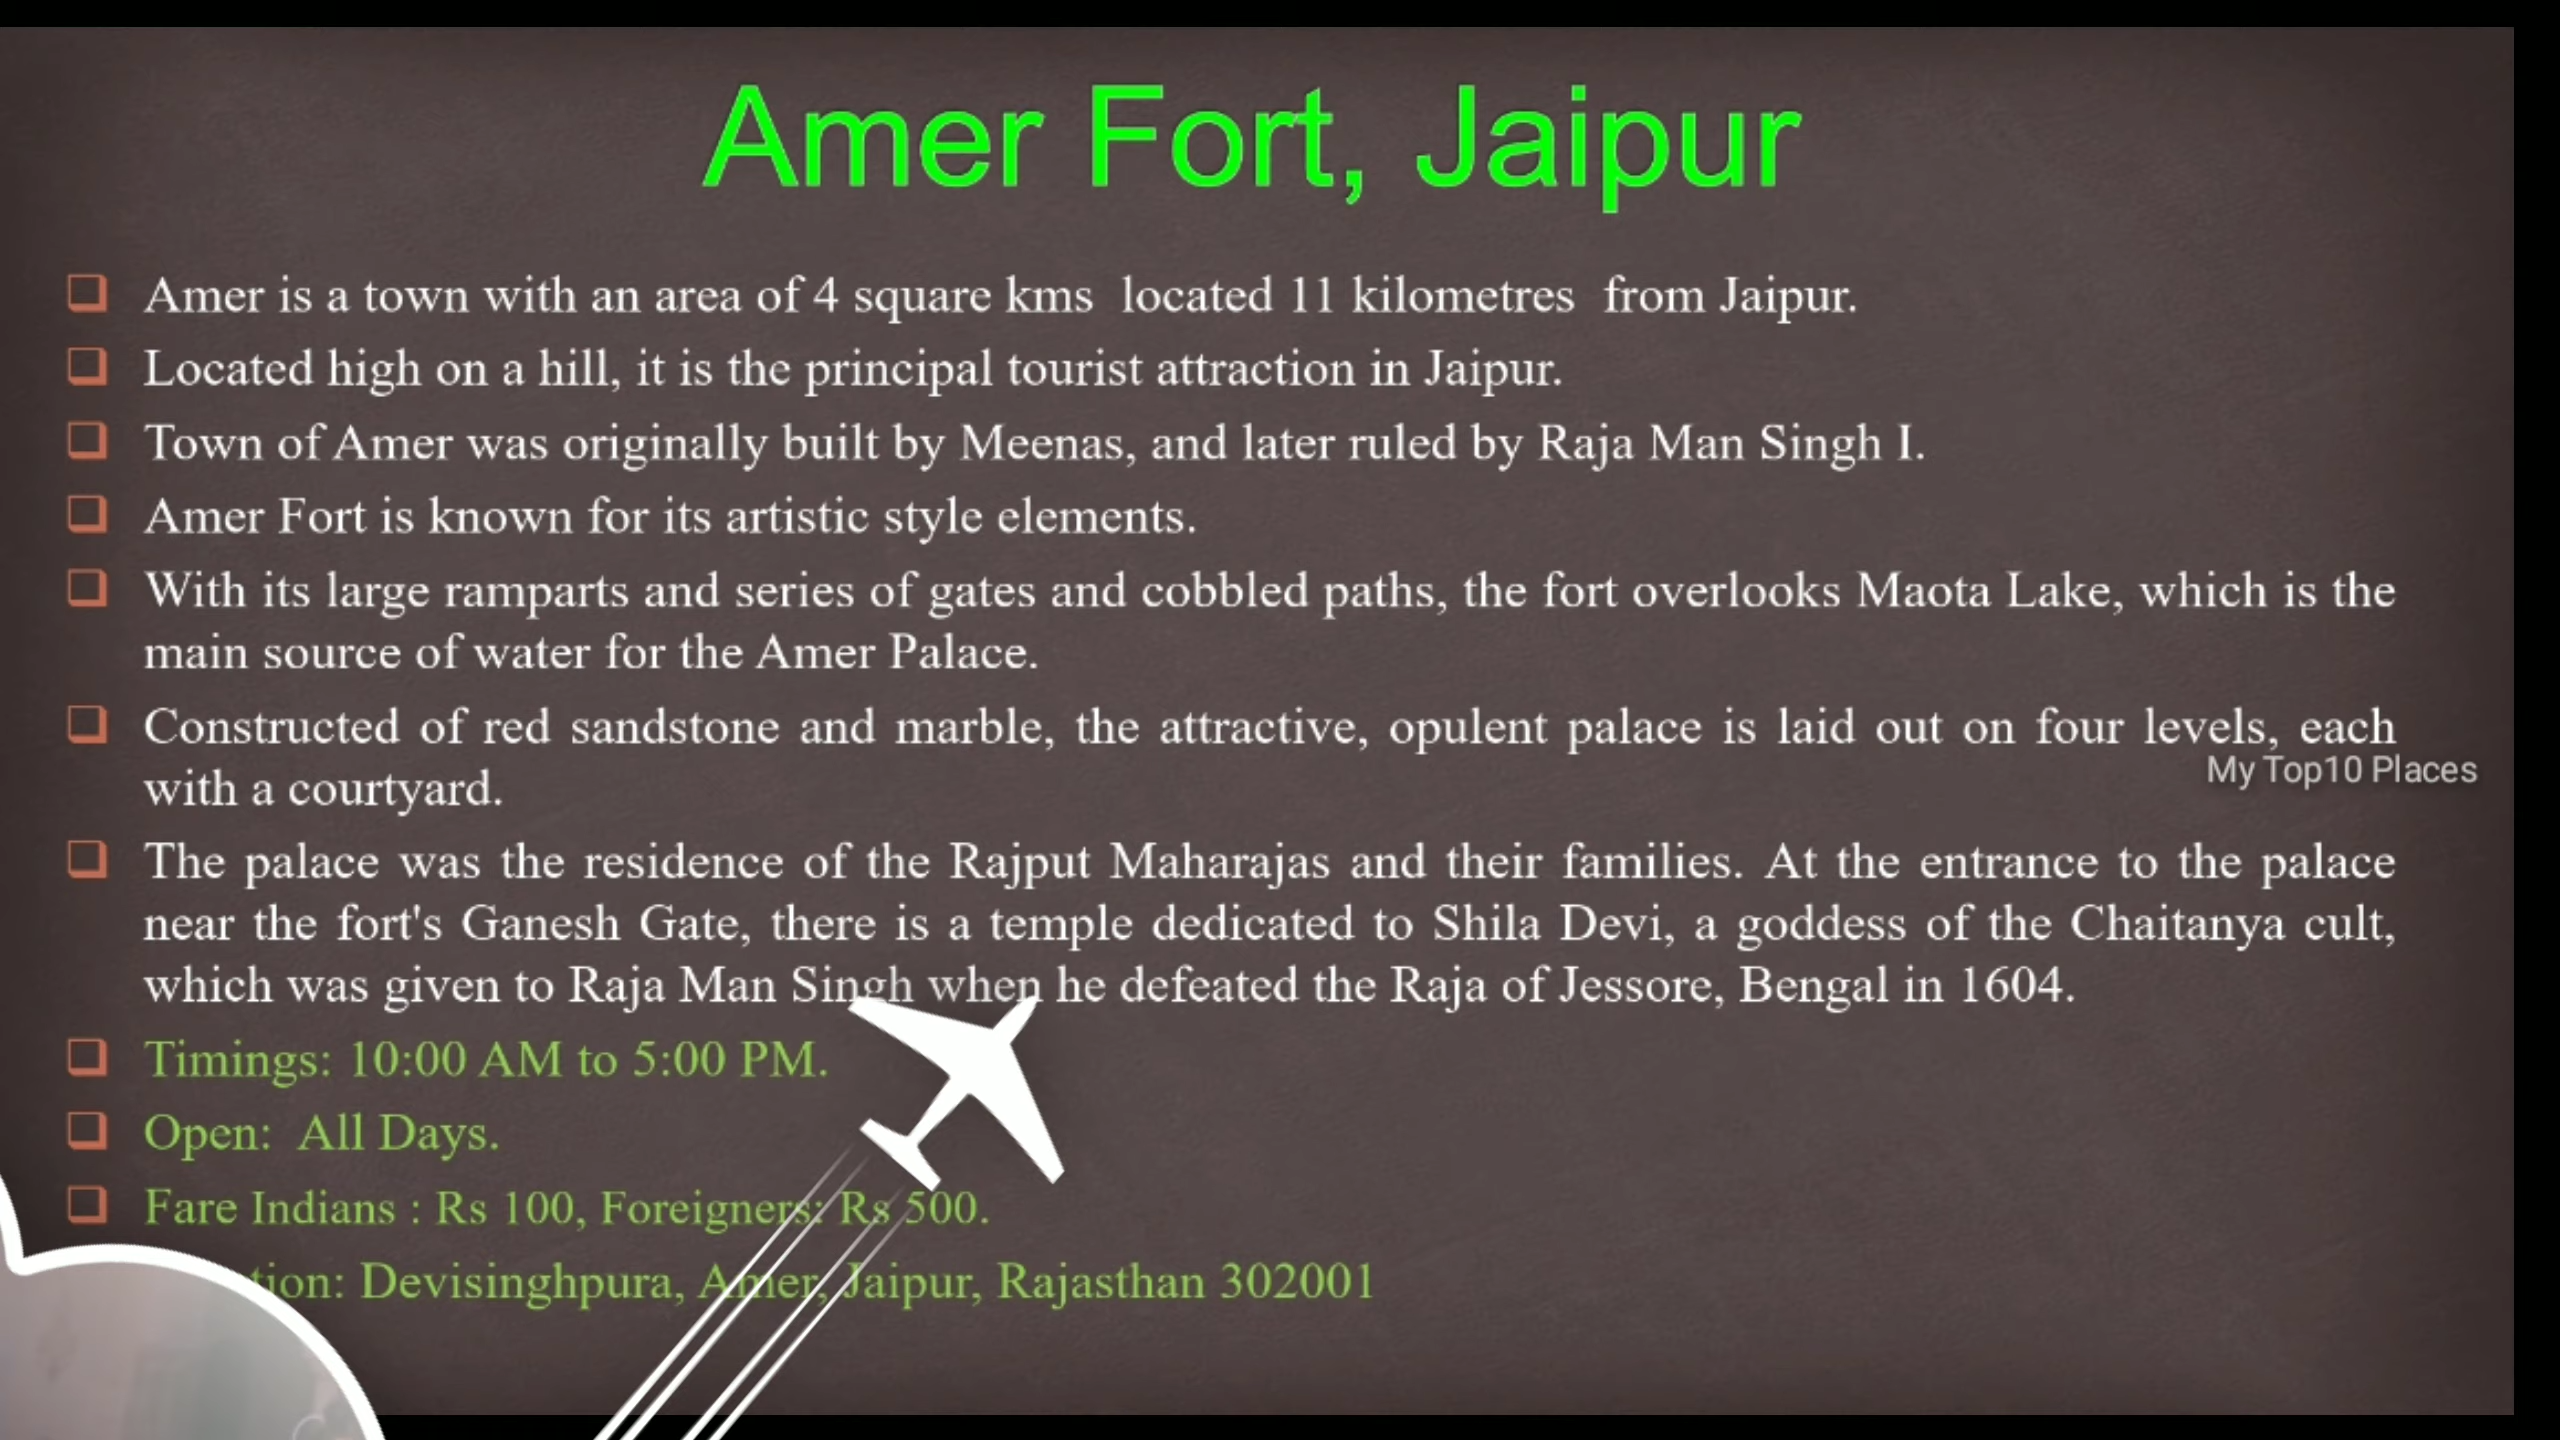 Amer Fort, Jaipur
Amer is a town with an area of 4 square kms located 11 kilometres from Jaipur.
Located high on a hill, it is the principal tourist attraction in Jaipur.
Town of Amer was originally built by Meenas, and later ruled by Raja Man Singh I.
Amer Fort is known for its artistic style elements.
With its large ramparts and series of gates and cobbled paths, the fort overlooks Maota Lake, which is the
main source of water for the Amer Palace.
Constructed of red sandstone and marble, the attractive, opulent palace is laid out on four levels, each
My Top10 Places
with a courtyard.
The palace was the residence of the Rajput Maharajas and their families. At the entrance to the palace
near the fort's Ganesh Gate, there is a temple dedicated to Shila Devi, a goddess of the Chaitanya cult,
which was given to Raja Man Singh when he defeated the Raja of Jessore, Bengal in 1604.
Timings: 10:00 AM to 5:00 PM.
Open: All Days.
Fare Indians : Rs 100, Foreigners: Rs 500.
Devisinghpura, Amer, Jaipur, Rajasthan 302001